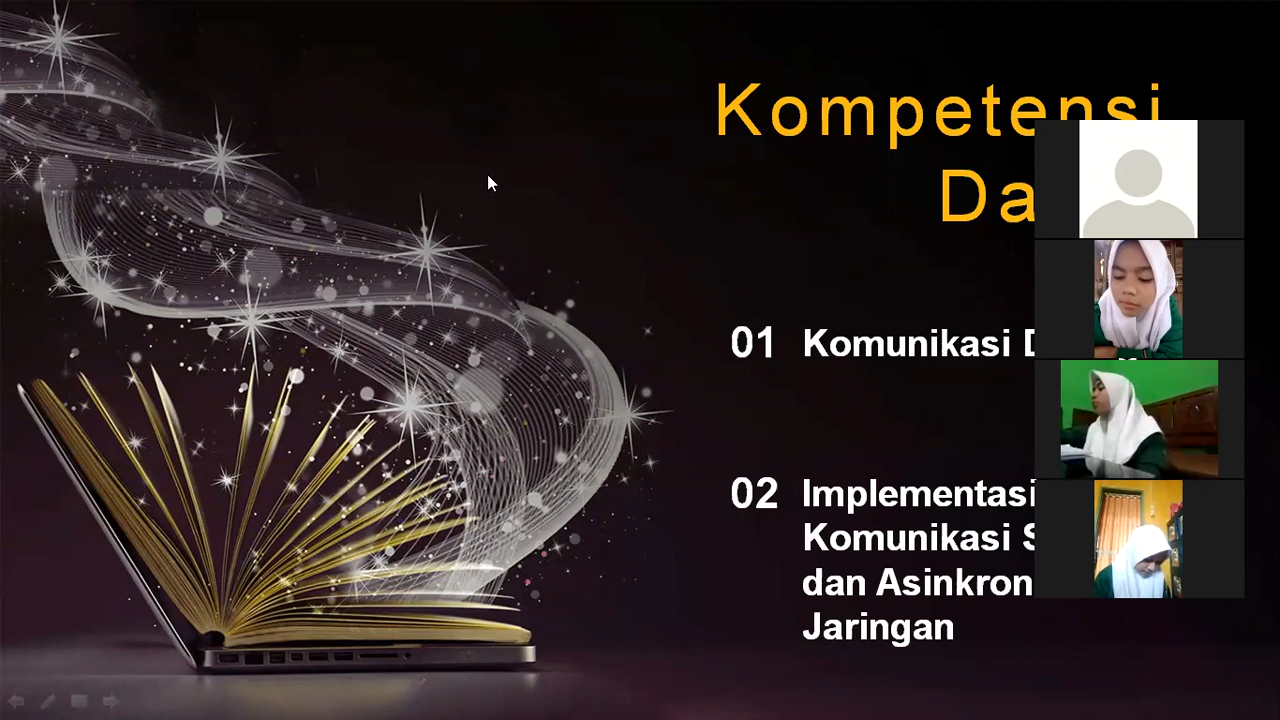 Kompetensi
Da
01 Komunikasi D
02 Implementasi
Komunikasi S
dan Asinkron
Jaringan